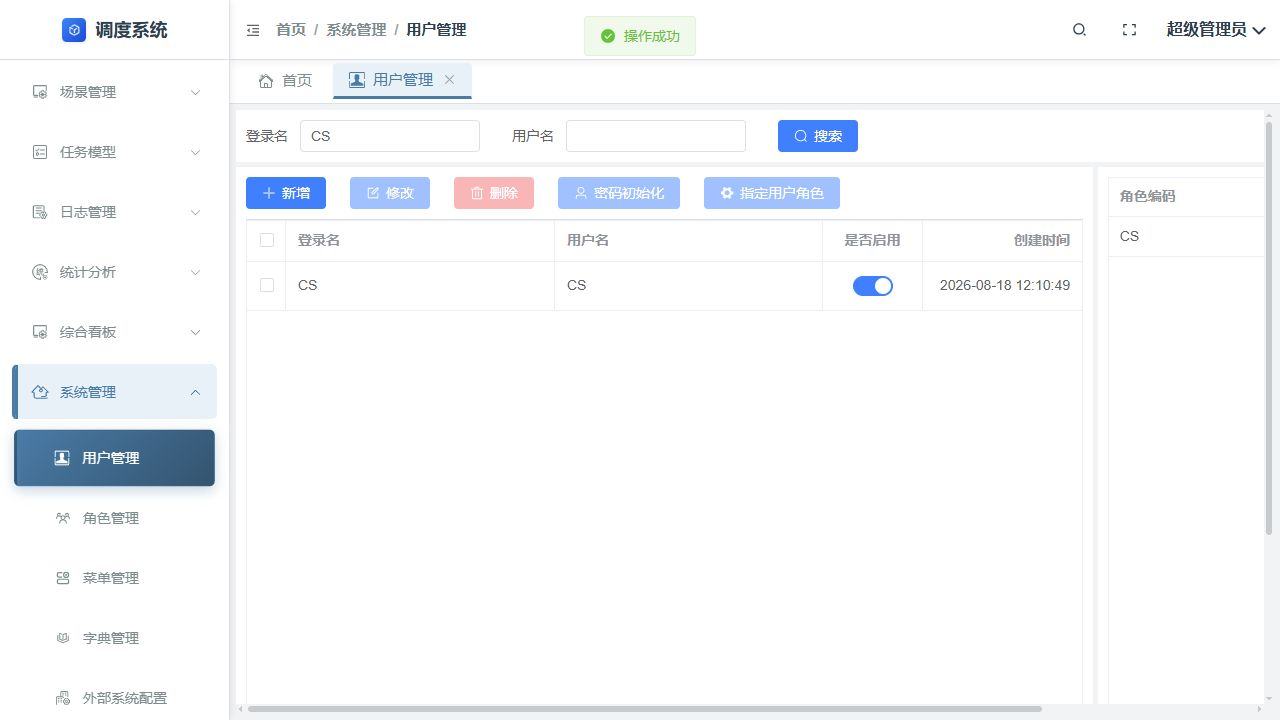 调度系统
首页 / 系统管理 / 用户管理
操作成功
超级管理员
首页
用户管理
场景管理
任务模型
日志管理
统计分析
综合看板
系统管理
用户管理
角色管理
菜单管理
字典管理
外部系统配置
登录名 CS 用户名 搜索
新增 修改 删除 密码初始化 指定用户角色
登录名 用户名 是否启用 创建时间
CS CS 2026-08-18 12:10:49
角色编码
CS